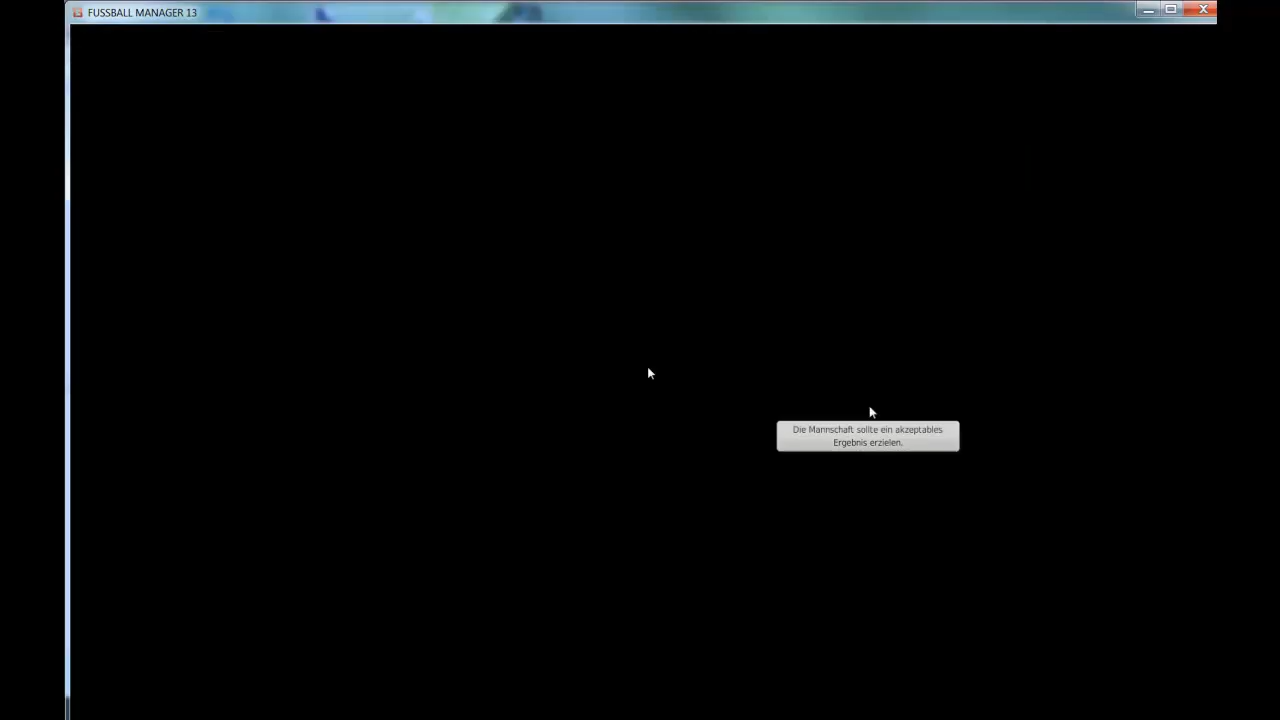 FUSSBALL MANAGER 13
Die Mannschaft sollte ein akzeptables
Ergebnis erzielen.